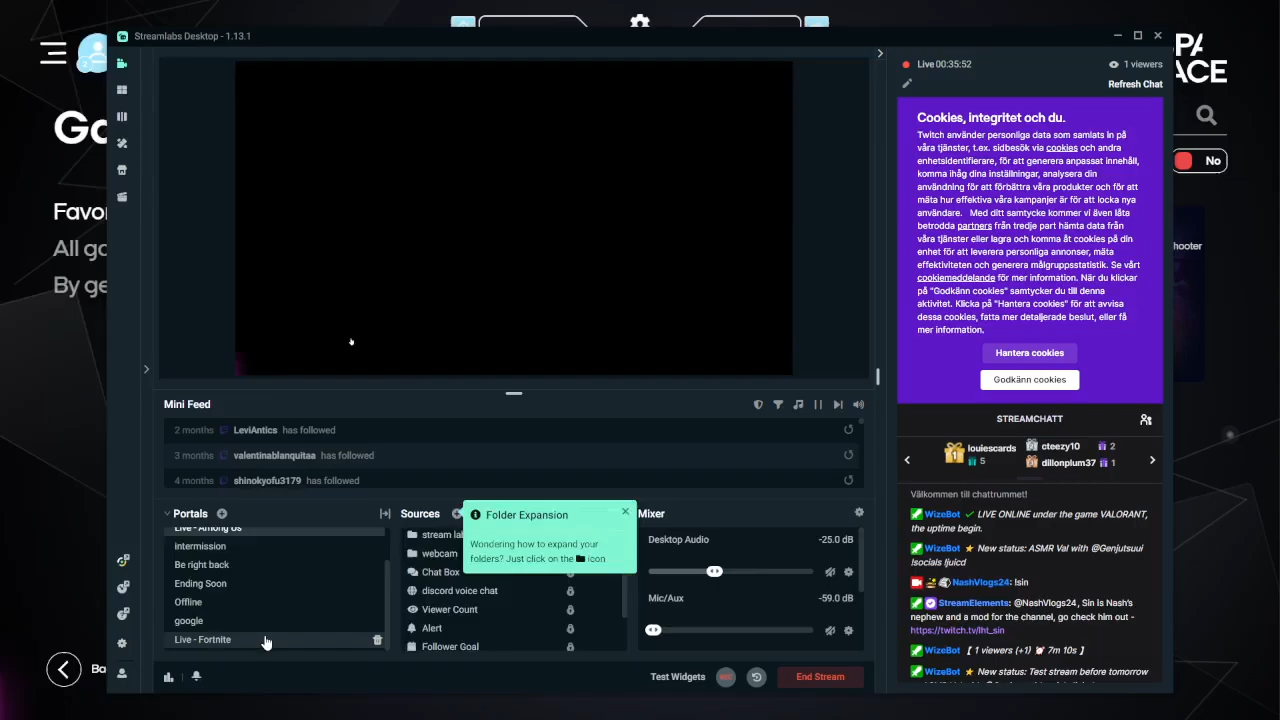 Streamlabs Desktop - 1.13.1
Live 00:35:52
1 viewers
Refresh Chat
Favor
All
By ge
No
hooter
Cookies, integritet och du.
Twitch använder personliga data som samlats in på
våra tjänster, t.ex. sidbesök via cookies och andra
enhetsidentifierare, för att generera anpassat innehåll,
komma ihåg dina inställningar, analysera din
användning för att förbättra våra produkter och för att
mäta hur effektiva våra kampanjer är för att locka nya
användare. Med ditt samtycke kommer vi även låta
betrodda partners från tredje part hämta data från
våra tjänster eller lagra och komma åt cookies på din
enhet för att leverera personliga annonser, mäta
effektiviteten och generera målgruppsstatistik. Se vårt
cookiemeddelande för mer information. När du klickar
på "Godkänn cookies" samtycker du till denna
aktivitet. Klicka på "Hantera cookies" för att avvisa
dessa cookies, fatta mer detaljerade beslut, eller få
mer information.
Hantera cookies
Godkänn cookies
STREAMCHATT
1 louiescards 5
cteezy10 2
dillonplum37 1
Mini Feed
2 months LeviAntics has followed
3 months valentinablanquitaa has followed
4 months shinokyofu3179 has followed
Portals
Live - Among Us
intermission
Be right back
Ending Soon
Offline
google
Live - Fortnite
Sources
stream lab
webcam
Chat Box
discord voice chat
Viewer Count
Alert
Follower Goal
Folder Expansion
Wondering how to expand your
folders? Just click on the icon
Mixer
Desktop Audio -25.0 dB
Mic/Aux -59.0 dB
Välkommen till chattrummet!
WizeBot ✓ LIVE ONLINE under the game VALORANT,
the uptime begin.
WizeBot ★ New status: ASMR Val with @Genjutsuui
!socials !juicd
NashVlogs24: !sin
StreamElements: @NashVlogs24, Sin is Nash's
nephew and a mod for the channel, go check him out -
https://twitch.tv/lht_sin
WizeBot 【 1 viewers (+1) ⏰ 7m 10s 】
WizeBot ★ New status: Test stream before tomorrow
Test Widgets
REC
End Stream
Ba